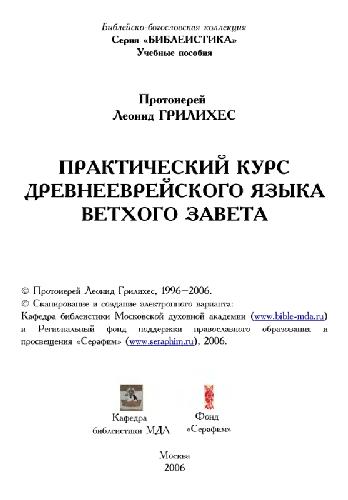 Библейско-богословская коллекция
Серия «БИБЛЕИСТИКА»
Учебные пособия
Протоиерей
Леонид ГРИЛИХЕС
ПРАКТИЧЕСКИЙ КУРС
ДРЕВНЕЕВРЕЙСКОГО ЯЗЫКА
ВЕТХОГО ЗАВЕТА
© Протоиерей Леонид Грилихес, 1996–2006.
© Сканирование и создание электронного варианта:
Кафедра библеистики Московской духовной академии (www.bible-mda.ru)
и Региональный фонд поддержки православного образования и
просвещения «Серафим» (www.seraphim.ru), 2006.
Кафедра
библеистики МДА
Фонд
«Серафим»
Москва
2006